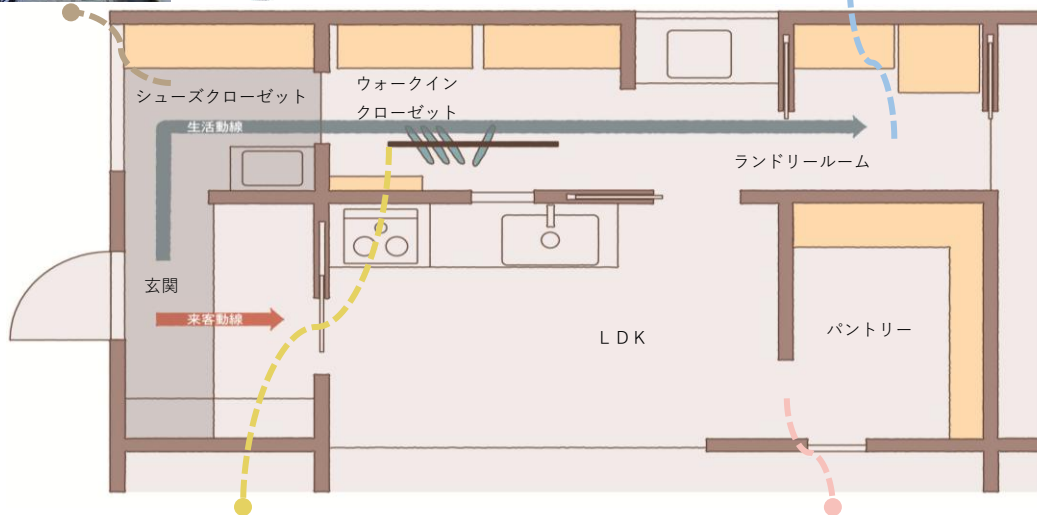 シューズクローゼット
ウォークイン
クローゼット
生活動線
ランドリールーム
玄関
来客動線
ＬＤＫ
パントリー